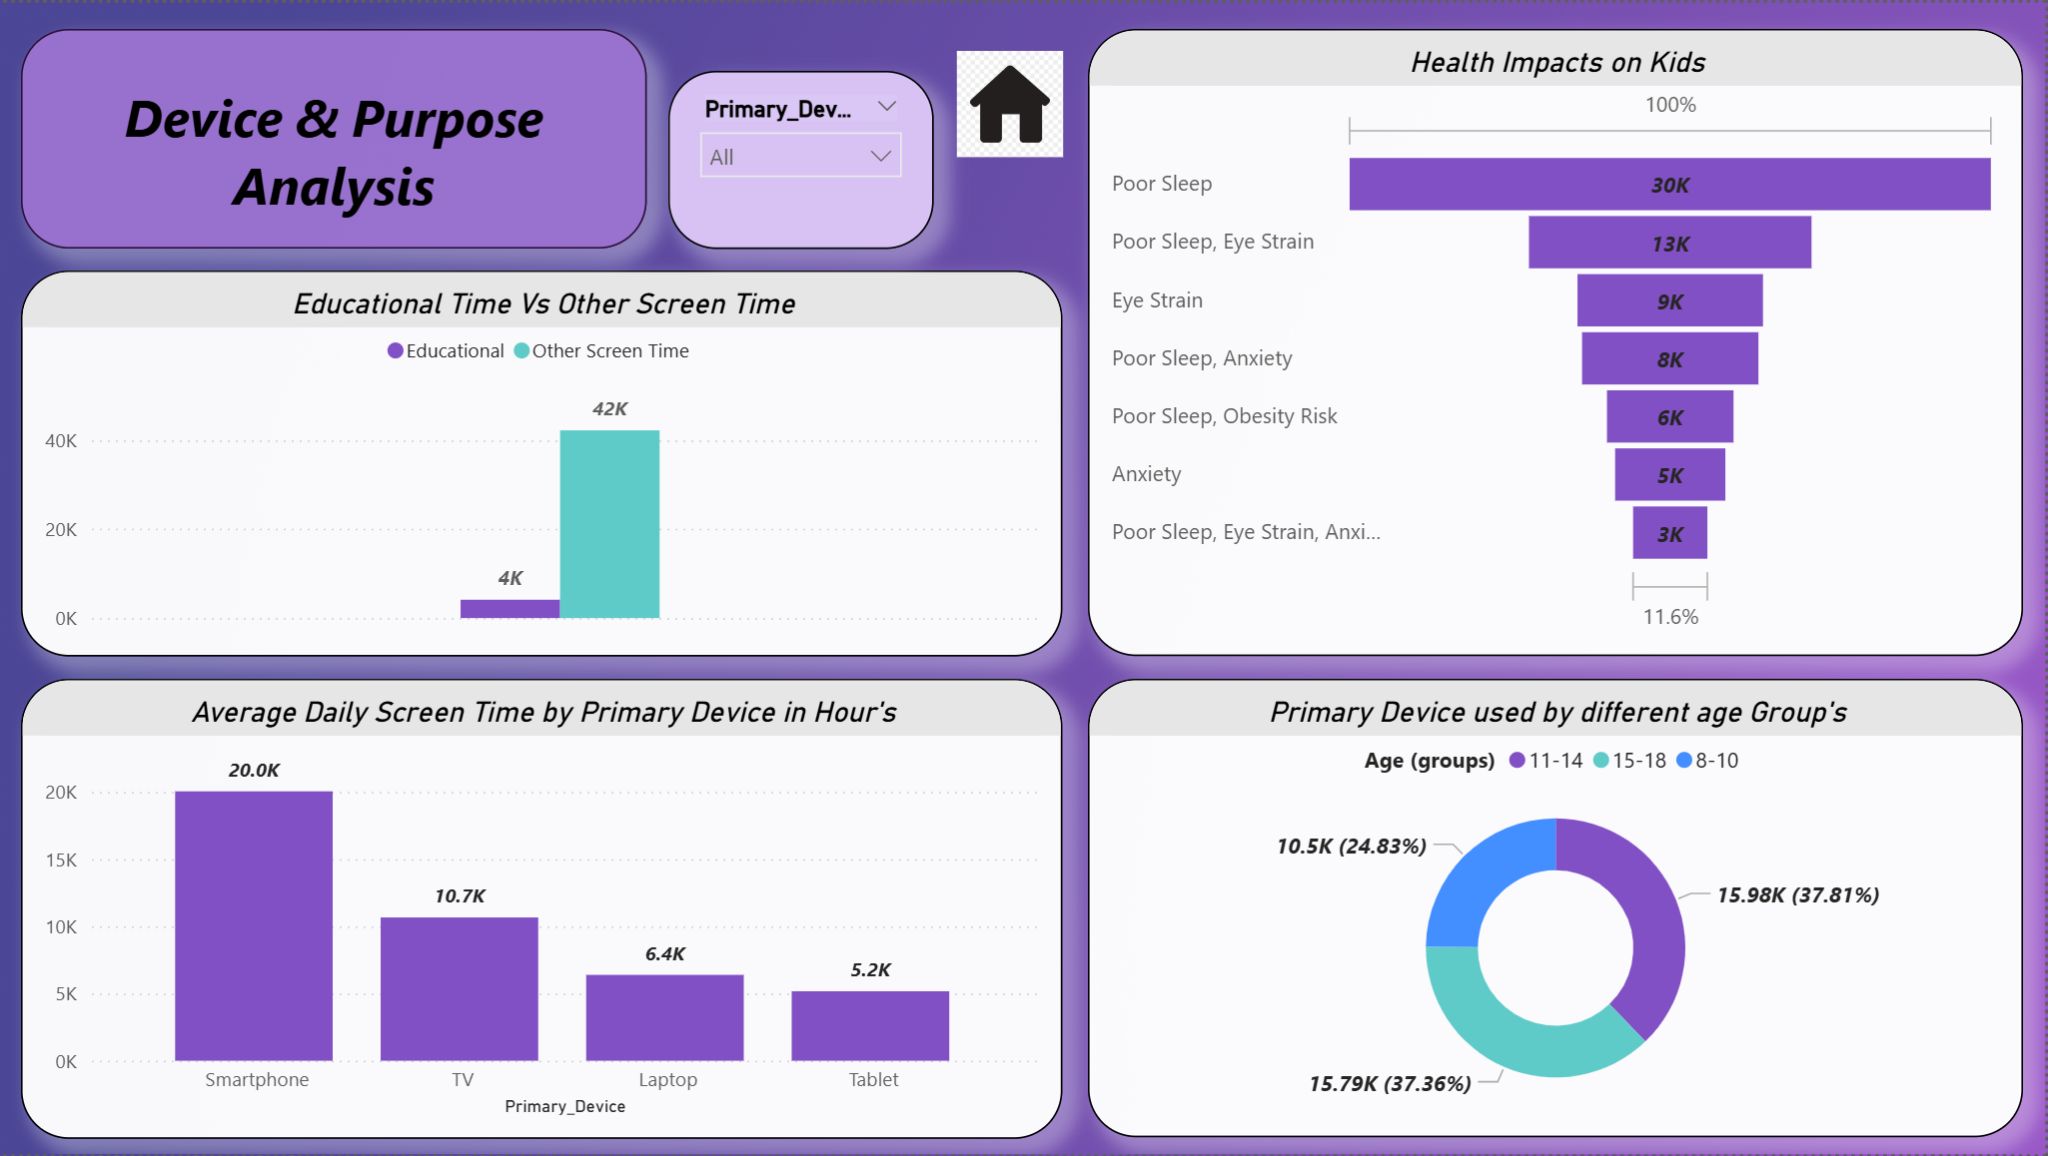 Device & Purpose
Analysis
Primary_Dev...
All
Educational Time Vs Other Screen Time
Educational Other Screen Time
42K
40K
20K
4K
0K
Health Impacts on Kids
100%
Poor Sleep 30K
Poor Sleep, Eye Strain 13K
Eye Strain 9K
Poor Sleep, Anxiety 8K
Poor Sleep, Obesity Risk 6K
Anxiety 5K
Poor Sleep, Eye Strain, Anxi... 3K
11.6%
Average Daily Screen Time by Primary Device in Hour's
20.0K
20K
15K
10.7K
10K
6.4K
5.2K
5K
0K
Smartphone TV Laptop Tablet
Primary_Device
Primary Device used by different age Group's
Age (groups) 11-14 15-18 8-10
10.5K (24.83%)
15.98K (37.81%)
15.79K (37.36%)